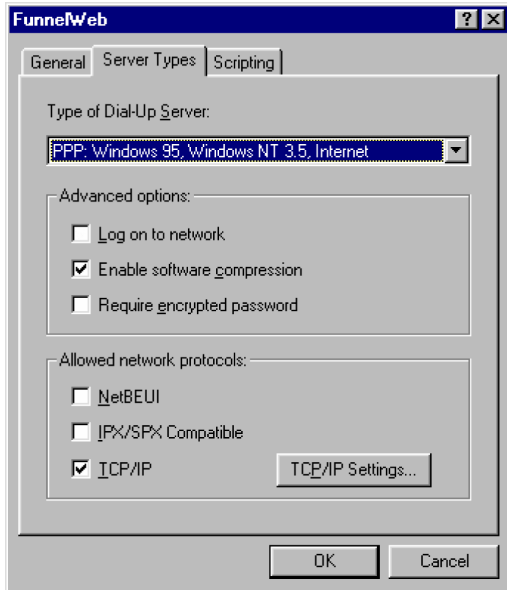 FunnelWeb
General Server Types Scripting
Type of Dial-Up Server:
PPP: Windows 95, Windows NT 3.5, Internet
Advanced options:
Log on to network
Enable software compression
Require encrypted password
Allowed network protocols:
NetBEUI
IPX/SPX Compatible
TCP/IP TCP/IP Settings...
OK Cancel